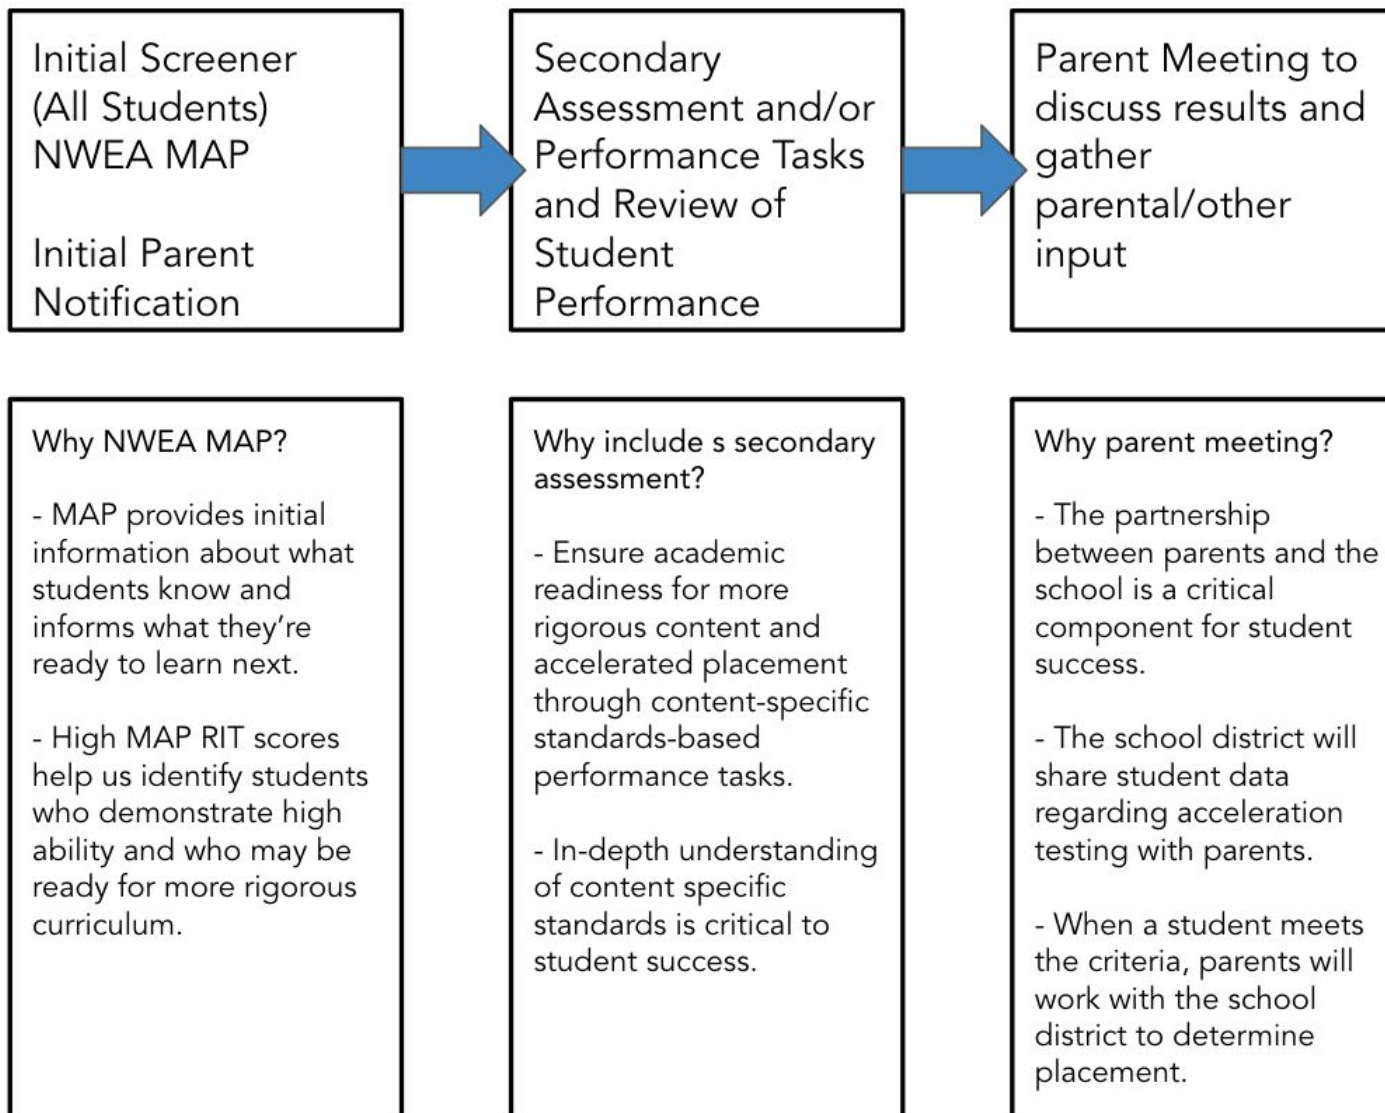 Initial Screener
(All Students)
NWEA MAP
Initial Parent
Notification
Secondary
Assessment and/or
Performance Tasks
and Review of
Student
Performance
Parent Meeting to
discuss results and
gather
parental/other
input
Why NWEA MAP?
- MAP provides initial
information about what
students know and
informs what they’re
ready to learn next.
- High MAP RIT scores
help us identify students
who demonstrate high
ability and who may be
ready for more rigorous
curriculum.
Why include s secondary
assessment?
- Ensure academic
readiness for more
rigorous content and
accelerated placement
through content-specific
standards-based
performance tasks.
- In-depth understanding
of content specific
standards is critical to
student success.
Why parent meeting?
- The partnership
between parents and the
school is a critical
component for student
success.
- The school district will
share student data
regarding acceleration
testing with parents.
- When a student meets
the criteria, parents will
work with the school
district to determine
placement.